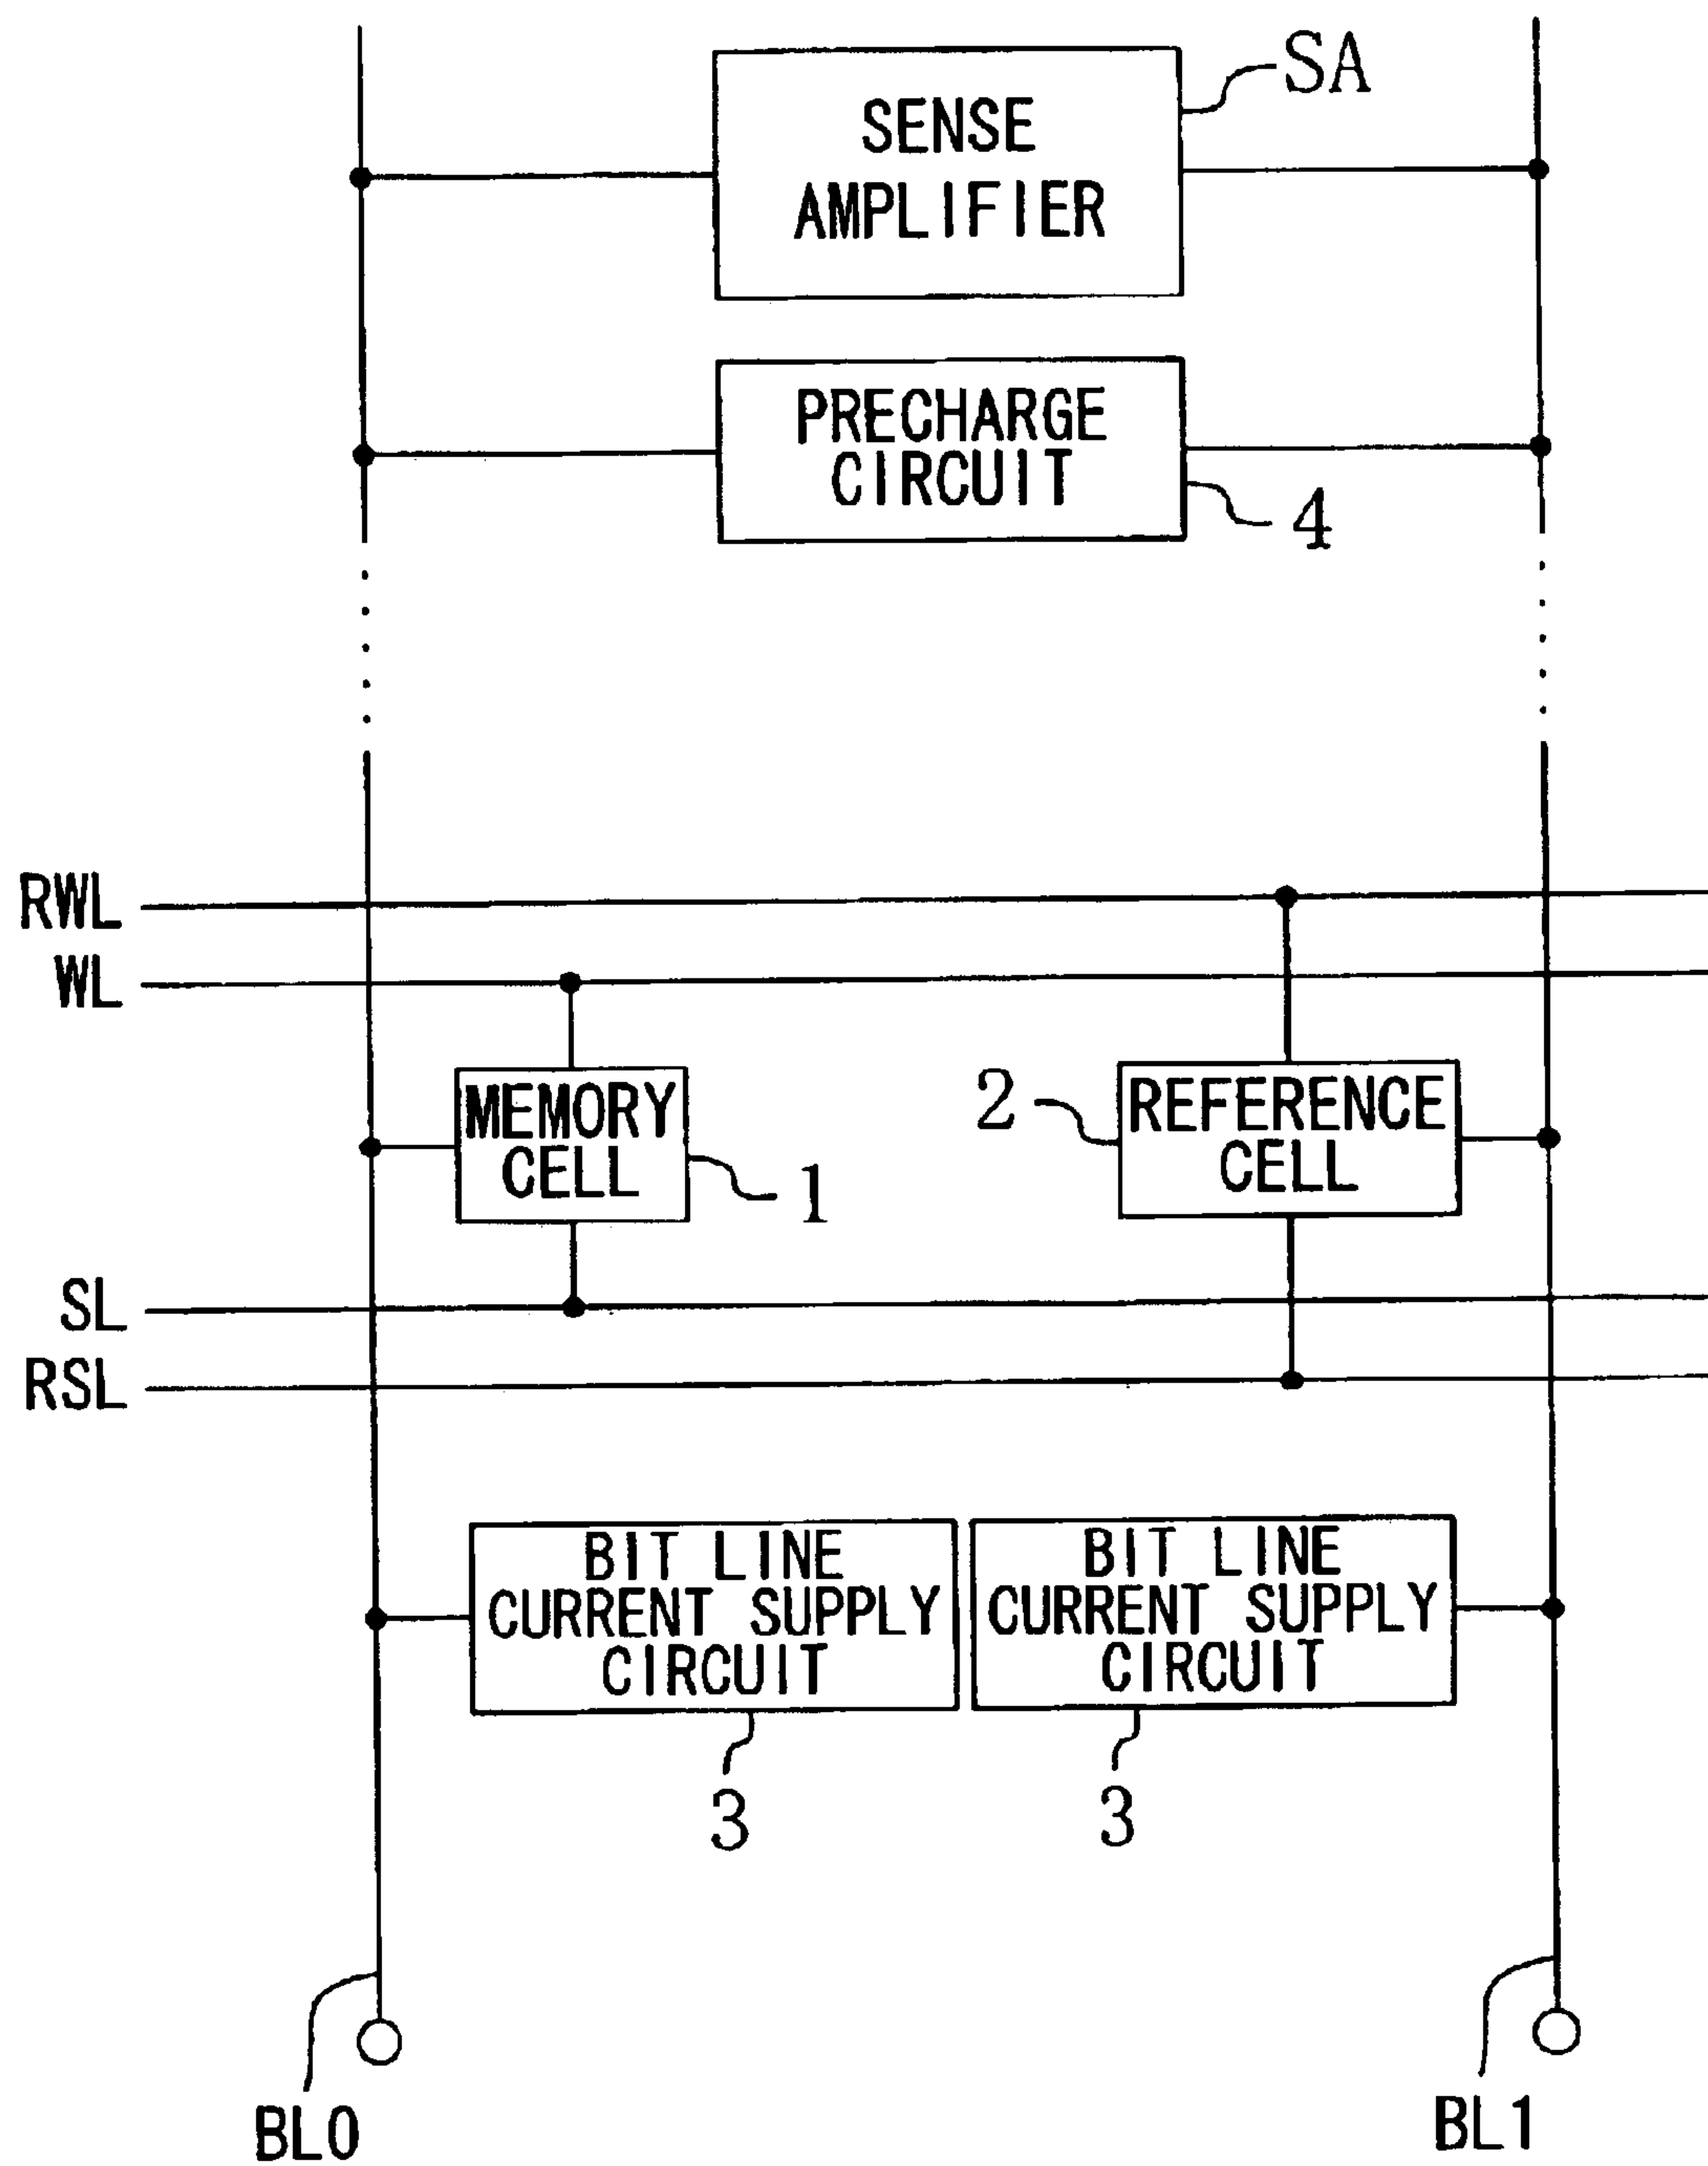 SA
SENSE
AMPLIFIER
PRECHARGE
CIRCUIT
4
RWL
WL
MEMORY
CELL
1
2
REFERENCE
CELL
SL
RSL
BIT LINE
CURRENT SUPPLY
CIRCUIT
3
BIT LINE
CURRENT SUPPLY
CIRCUIT
3
BL0
BL1